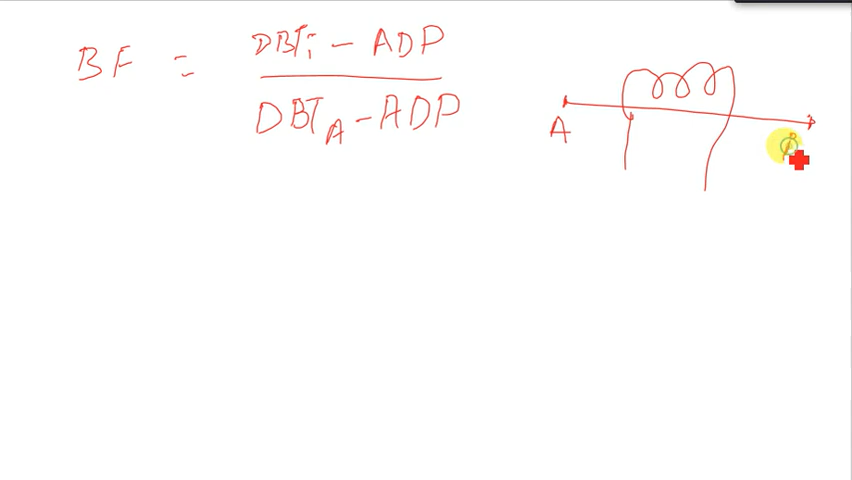 BF = DBTi - ADP
DBTA - ADP
A
i